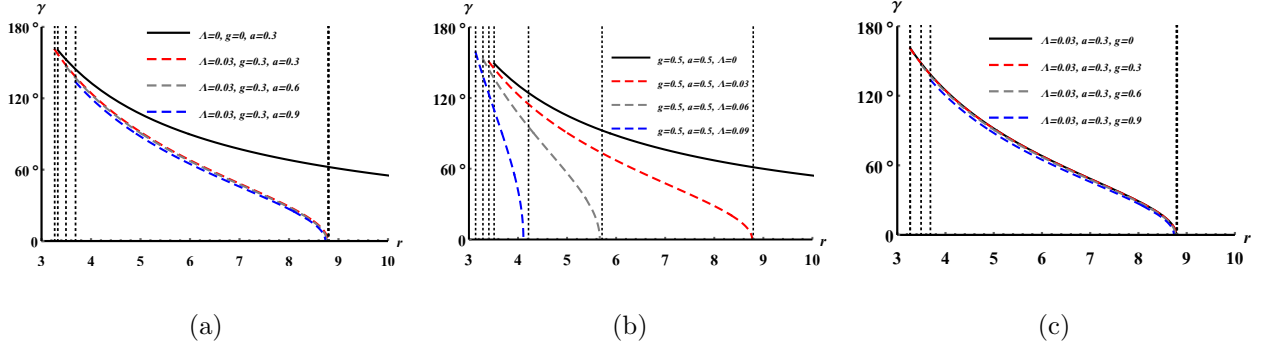 γ
180 °
120 °
60 °
0
3 4 5 6 7 8 9 10
r
Λ=0, g=0, a=0.3
Λ=0.03, g=0.3, a=0.3
Λ=0.03, g=0.3, a=0.6
Λ=0.03, g=0.3, a=0.9
(a)
γ
180 °
120 °
60 °
0
3 4 5 6 7 8 9 10
r
g=0.5, a=0.5, Λ=0
g=0.5, a=0.5, Λ=0.03
g=0.5, a=0.5, Λ=0.06
g=0.5, a=0.5, Λ=0.09
(b)
γ
180 °
120 °
60 °
0
3 4 5 6 7 8 9 10
r
Λ=0.03, a=0.3, g=0
Λ=0.03, a=0.3, g=0.3
Λ=0.03, a=0.3, g=0.6
Λ=0.03, a=0.3, g=0.9
(c)